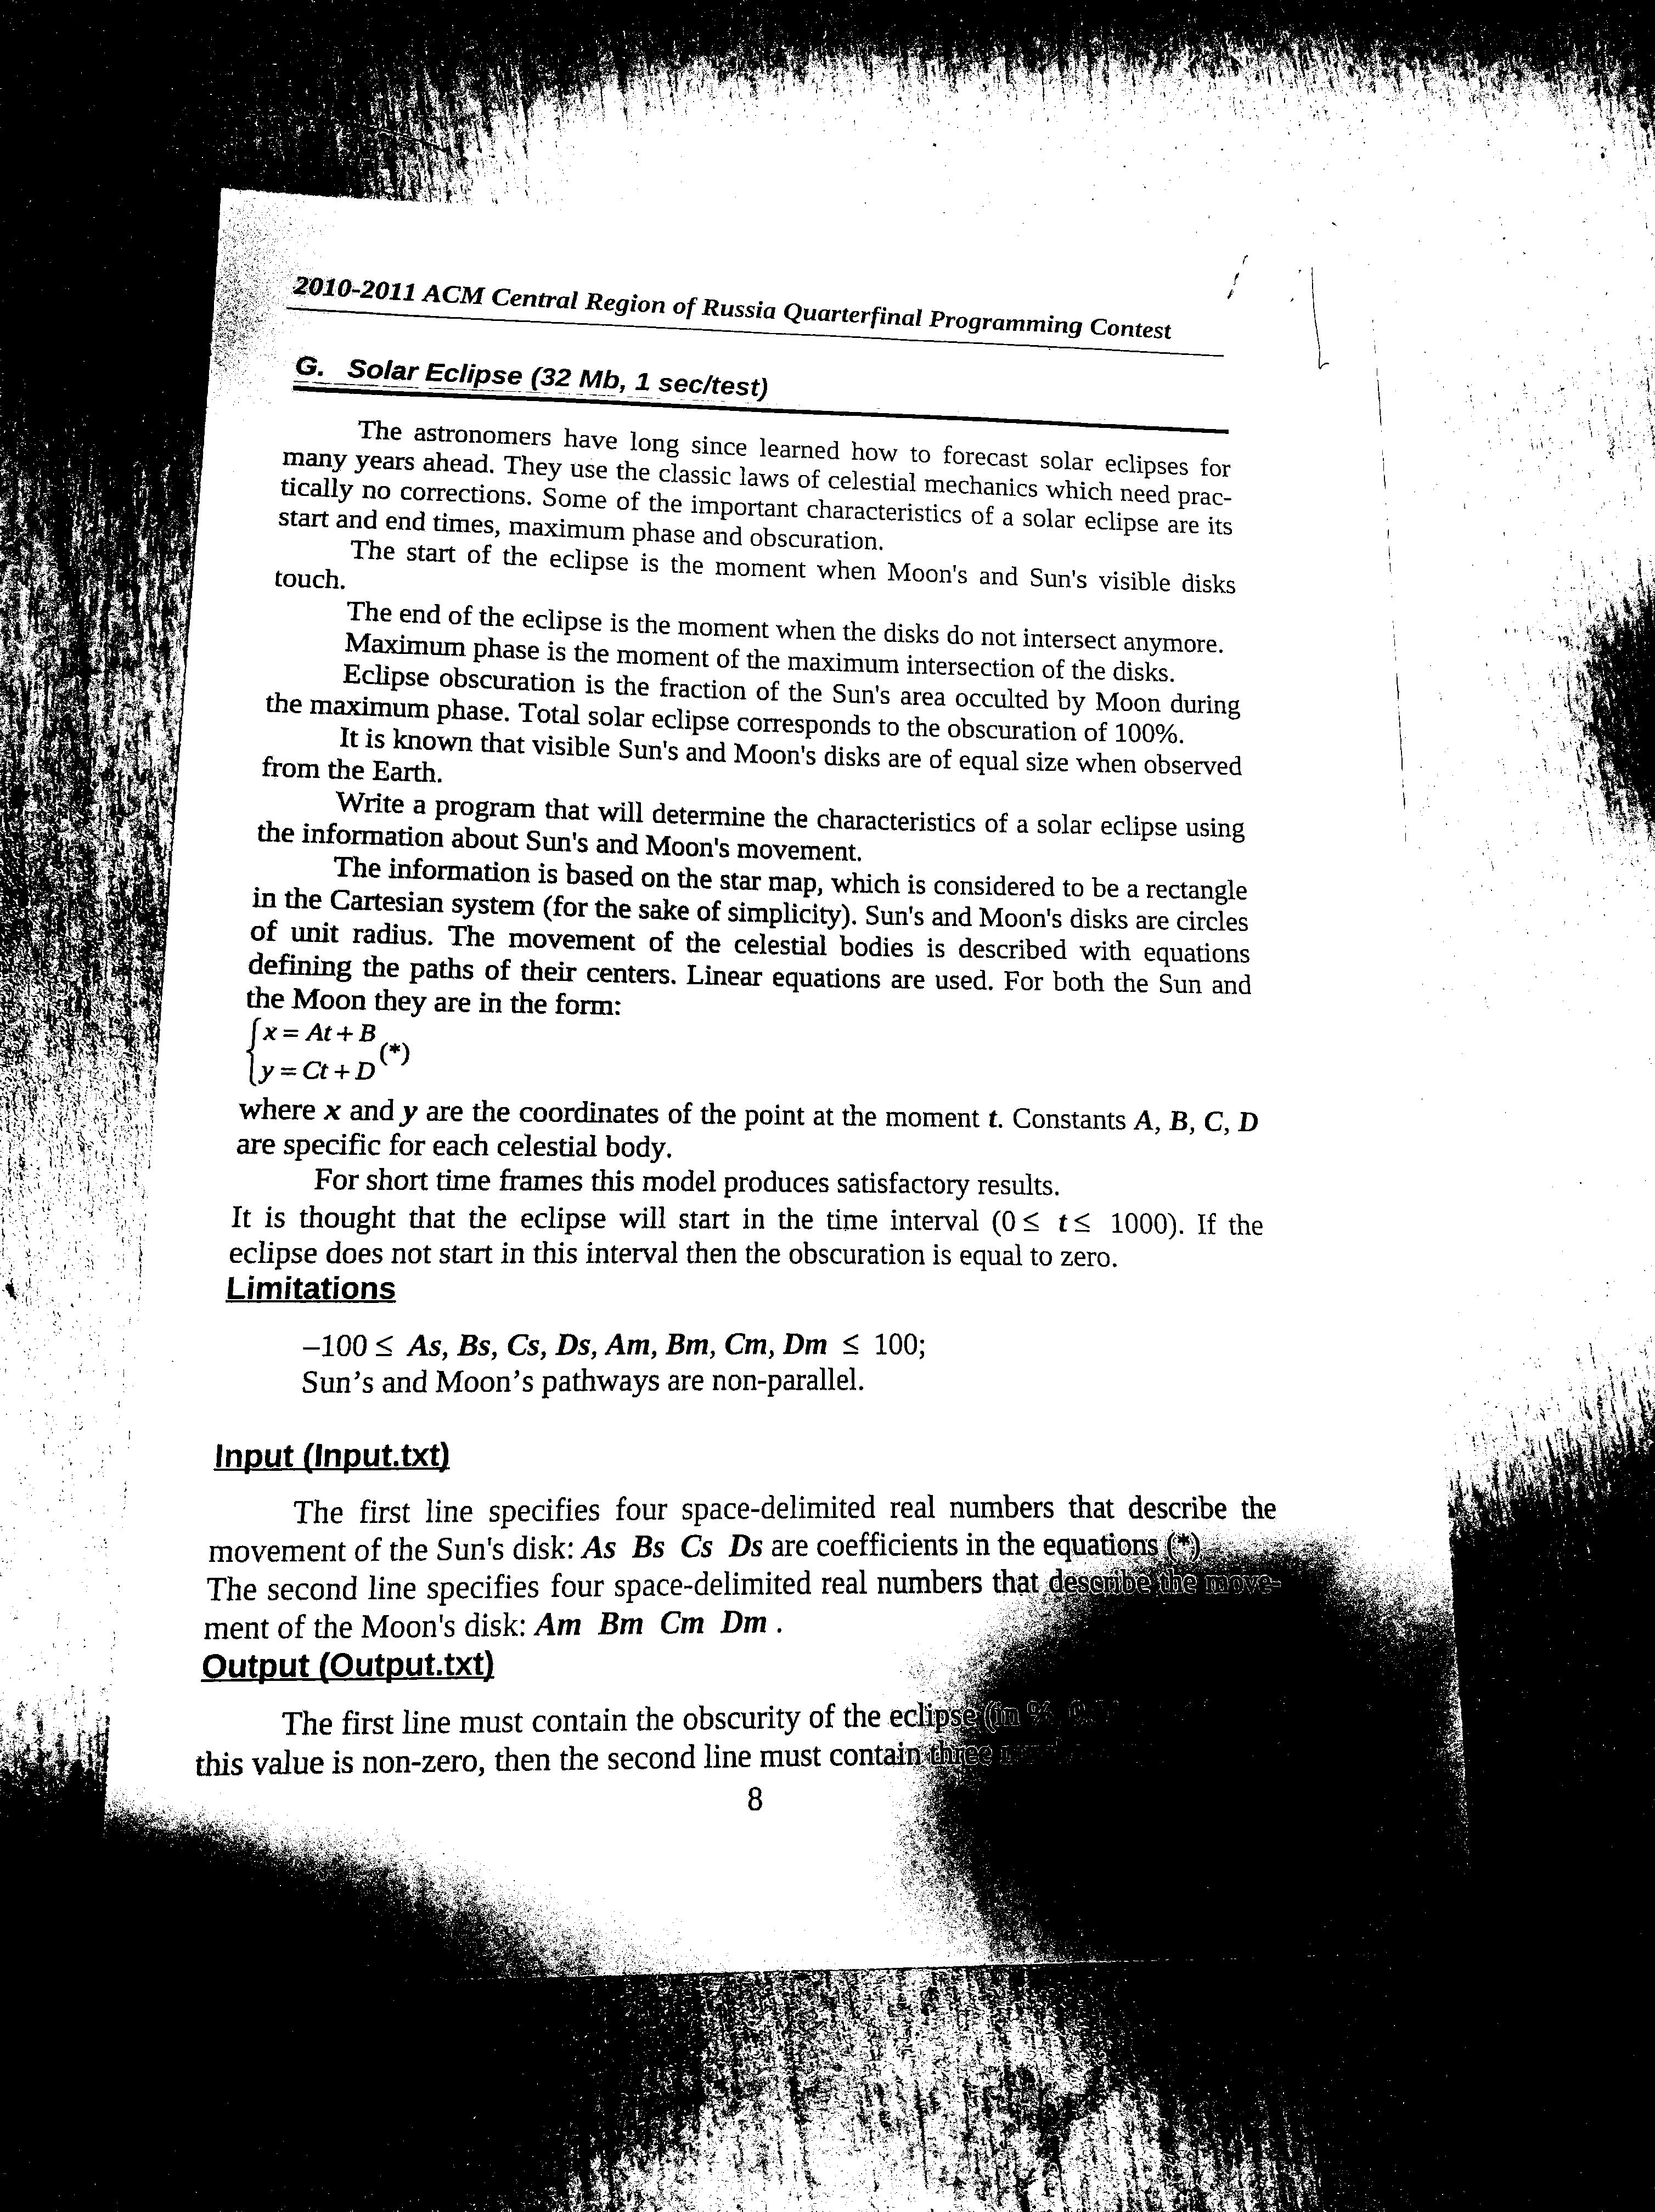 2010-2011 ACM Central Region of Russia Quarterfinal Programming Contest
G. Solar Eclipse (32 Mb, 1 sec/test)
The astronomers have long since learned how to forecast solar eclipses for
many years ahead. They use the classic laws of celestial mechanics which need prac-
tically no corrections. Some of the important characteristics of a solar eclipse are its
start and end times, maximum phase and obscuration.
The start of the eclipse is the moment when Moon's and Sun's visible disks
touch.
The end of the eclipse is the moment when the disks do not intersect anymore.
Maximum phase is the moment of the maximum intersection of the disks.
Eclipse obscuration is the fraction of the Sun's area occulted by Moon during
the maximum phase. Total solar eclipse corresponds to the obscuration of 100%.
It is known that visible Sun's and Moon's disks are of equal size when observed
from the Earth.
Write a program that will determine the characteristics of a solar eclipse using
the information about Sun's and Moon's movement.
The information is based on the star map, which is considered to be a rectangle
in the Cartesian system (for the sake of simplicity). Sun's and Moon's disks are circles
of unit radius. The movement of the celestial bodies is described with equations
defining the paths of their centers. Linear equations are used. For both the Sun and
the Moon they are in the form:
x = At + B
(*)
y = Ct + D
where x and y are the coordinates of the point at the moment t. Constants A, B, C, D
are specific for each celestial body.
For short time frames this model produces satisfactory results.
It is thought that the eclipse will start in the time interval (0 ≤ t ≤ 1000). If the
eclipse does not start in this interval then the obscuration is equal to zero.
Limitations
–100 ≤ As, Bs, Cs, Ds, Am, Bm, Cm, Dm ≤ 100;
Sun's and Moon's pathways are non-parallel.
Input (Input.txt)
The first line specifies four space-delimited real numbers that describe the
movement of the Sun's disk: As Bs Cs Ds are coefficients in the equations (*)
The second line specifies four space-delimited real numbers that describe the move-
ment of the Moon's disk: Am Bm Cm Dm .
Output (Output.txt)
The first line must contain the obscurity of the eclipse (in %
this value is non-zero, then the second line must contain three
8